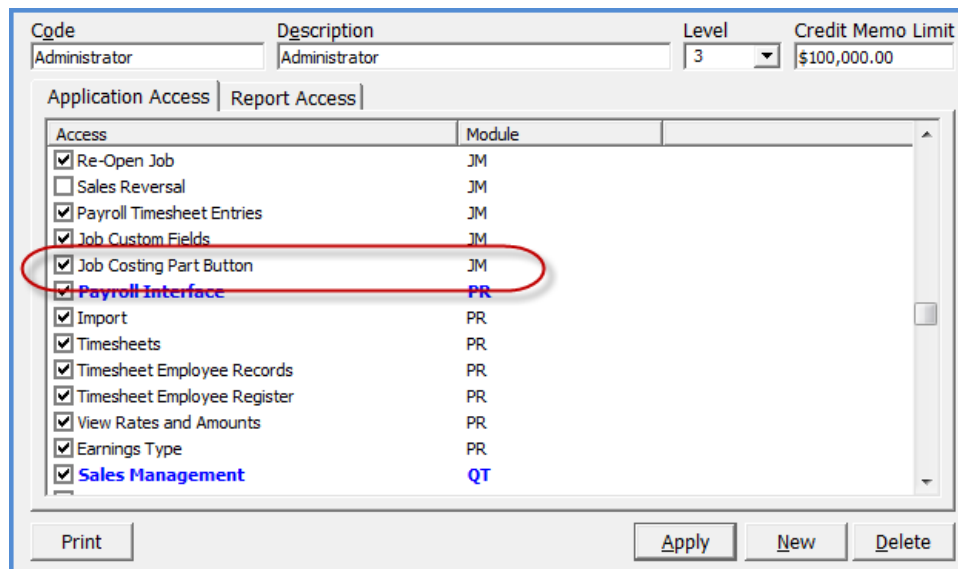 Code Description Level Credit Memo Limit
Administrator Administrator 3 $100,000.00
Application Access Report Access
Access Module
Re-Open Job JM
Sales Reversal JM
Payroll Timesheet Entries JM
Job Custom Fields JM
Job Costing Part Button JM
Payroll Interface PR
Import PR
Timesheets PR
Timesheet Employee Records PR
Timesheet Employee Register PR
View Rates and Amounts PR
Earnings Type PR
Sales Management QT
Print Apply New Delete